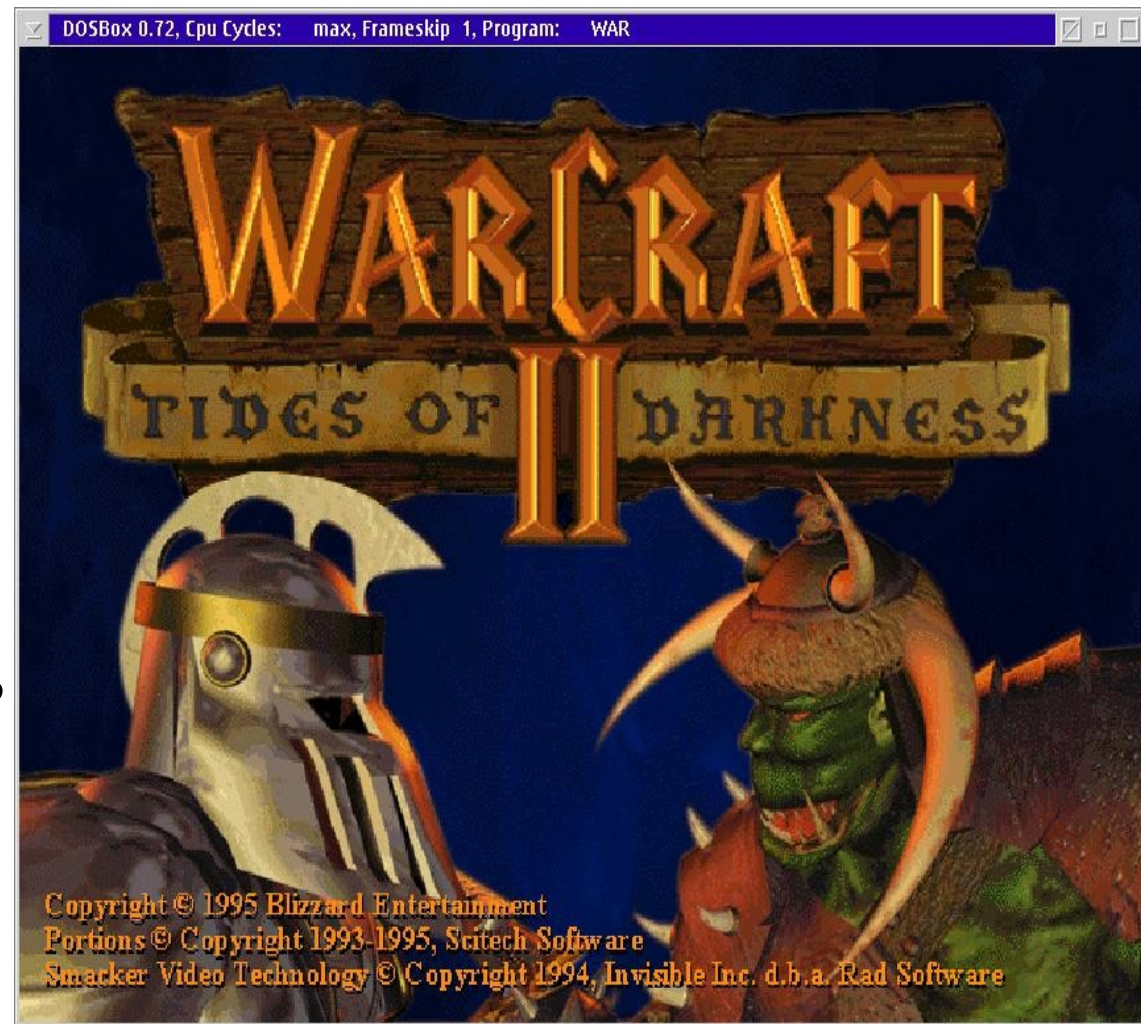 DOSBox 0.72, Cpu Cycles: max, Frameskip 1, Program: WAR
WARCRAFT
II
TIDES OF DARKNESS
Copyright © 1995 Blizzard Entertainment
Portions © Copyright 1993-1995, Scitech Software
Smacker Video Technology © Copyright 1994, Invisible Inc. d.b.a. Rad Software